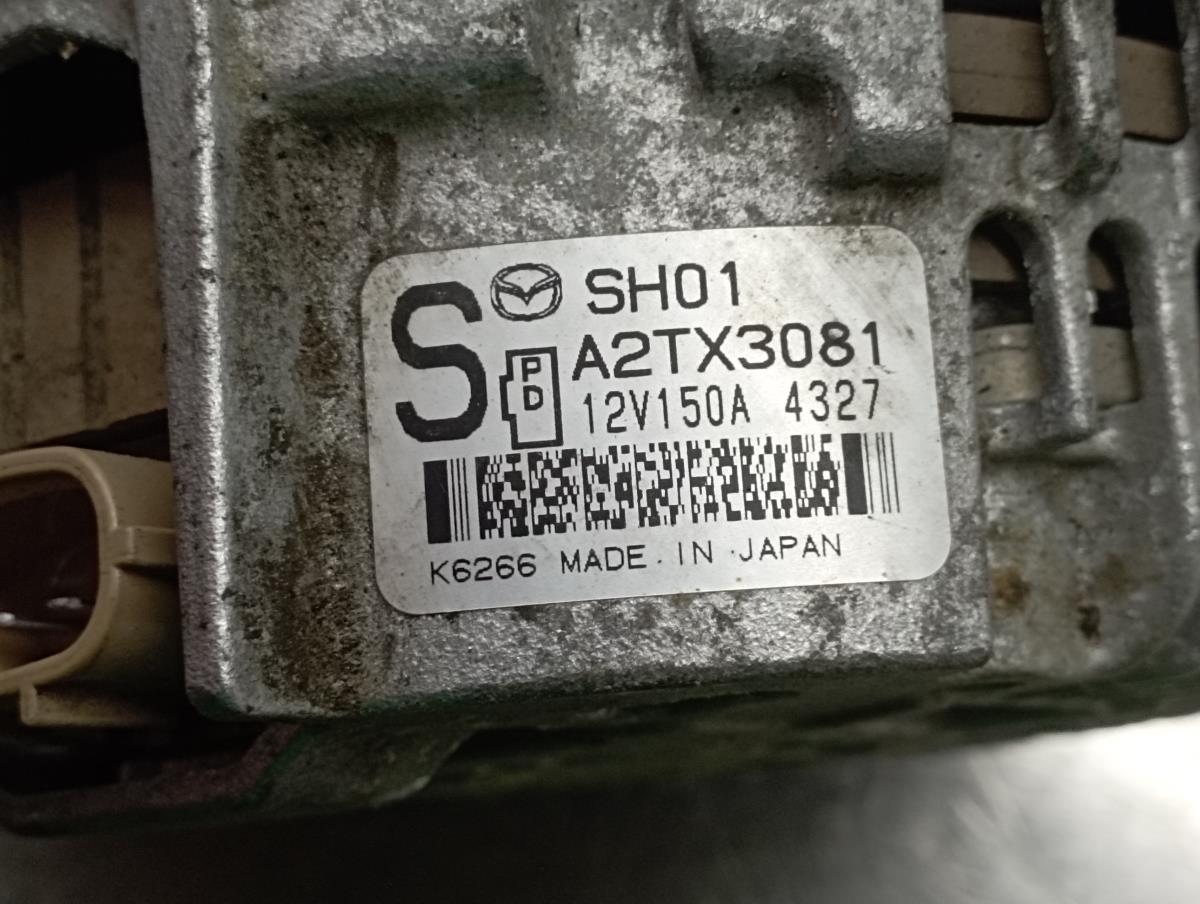 S
SH01
P
D
A2TX3081
12V150A 4327
K6266 MADE IN JAPAN